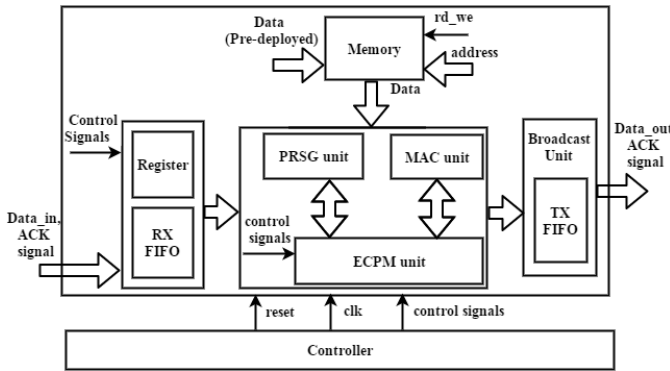 Data
(Pre-deployed)
rd_we
Memory
address
Data
Control
Signals
Register
RX
FIFO
Data_in,
ACK
signal
PRSG unit
MAC unit
control
signals
ECPM unit
Broadcast
Unit
TX
FIFO
Data_out
ACK
signal
reset
clk
control signals
Controller